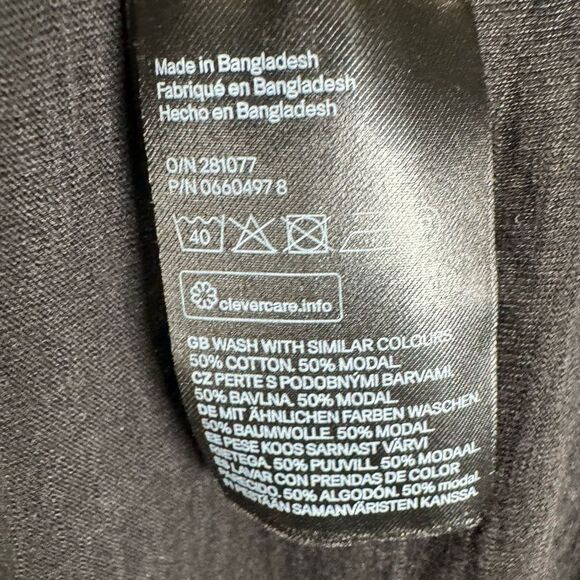 Made in Bangladesh
Fabriqué en Bangladesh
Hecho en Bangladesh
O/N 281077
P/N 0660497 8
40
clevercare.info
GB WASH WITH SIMILAR COLOURS.
50% COTTON. 50% MODAL
CZ PERTE S PODOBNÝMI BARVAMI.
50% BAVLNA. 50% MODAL
DE MIT ÄHNLICHEN FARBEN WASCHEN.
50% BAUMWOLLE. 50% MODAL
EE PESE KOOS SARNAST VÄRVI
50% PUUVILL. 50% MODAAL
LAVAR CON PRENDAS DE COLOR
50% ALGODÓN. 50% modal
SAMANVÄRISTEN KANSSA.